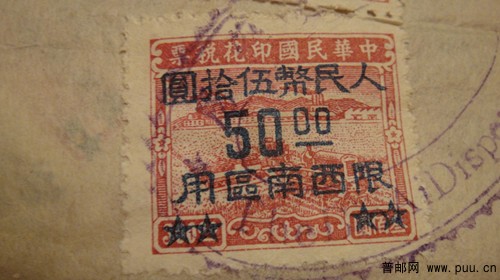 中華民國印花稅票
人民幣伍拾圓
50 00
限西南區用
Disp
普邮网 www.puu.cn